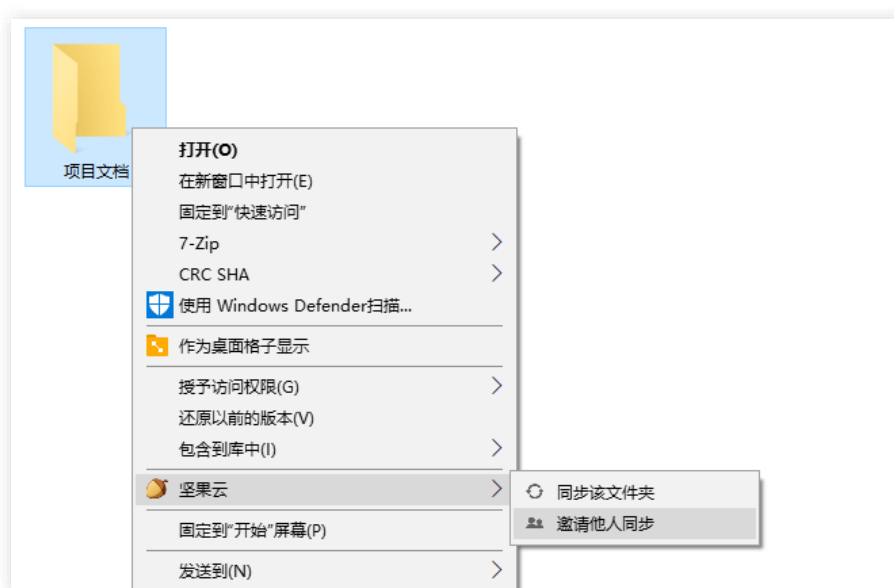 项目文档
打开(O)
在新窗口中打开(E)
固定到"快速访问"
7-Zip
CRC SHA
使用 Windows Defender扫描...
作为桌面格子显示
授予访问权限(G)
还原以前的版本(V)
包含到库中(I)
坚果云
同步该文件夹
邀请他人同步
固定到"开始"屏幕(P)
发送到(N)